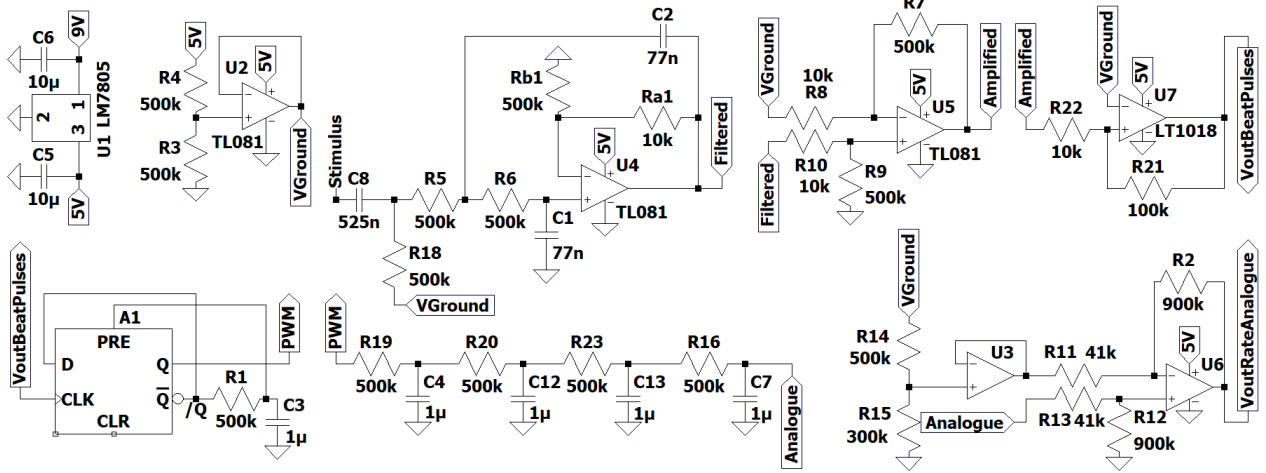 C6
10µ
9V
1
2
3
U1 LM7805
C5
10µ
5V
5V
R4
500k
R3
500k
U2
5V
TL081
VGround
Stimulus
C8
525n
R18
500k
VGround
R5
500k
R6
500k
C1
77n
C2
77n
Rb1
500k
Ra1
10k
5V
U4
TL081
Filtered
VGround
Filtered
10k
R8
R10
10k
R9
500k
R7
500k
5V
U5
TL081
Amplified
Amplified
R22
10k
VGround
5V
U7
LT1018
R21
100k
VoutBeatPulses
VoutBeatPulses
A1
PRE
D
Q
CLK
Q
CLR
/Q
R1
500k
C3
1µ
PWM
PWM
R19
500k
C4
1µ
R20
500k
C12
1µ
R23
500k
C13
1µ
R16
500k
C7
1µ
Analogue
VGround
R14
500k
R15
300k
U3
Analogue
R11 41k
R13 41k
R12
900k
R2
900k
5V
U6
VoutRateAnalogue